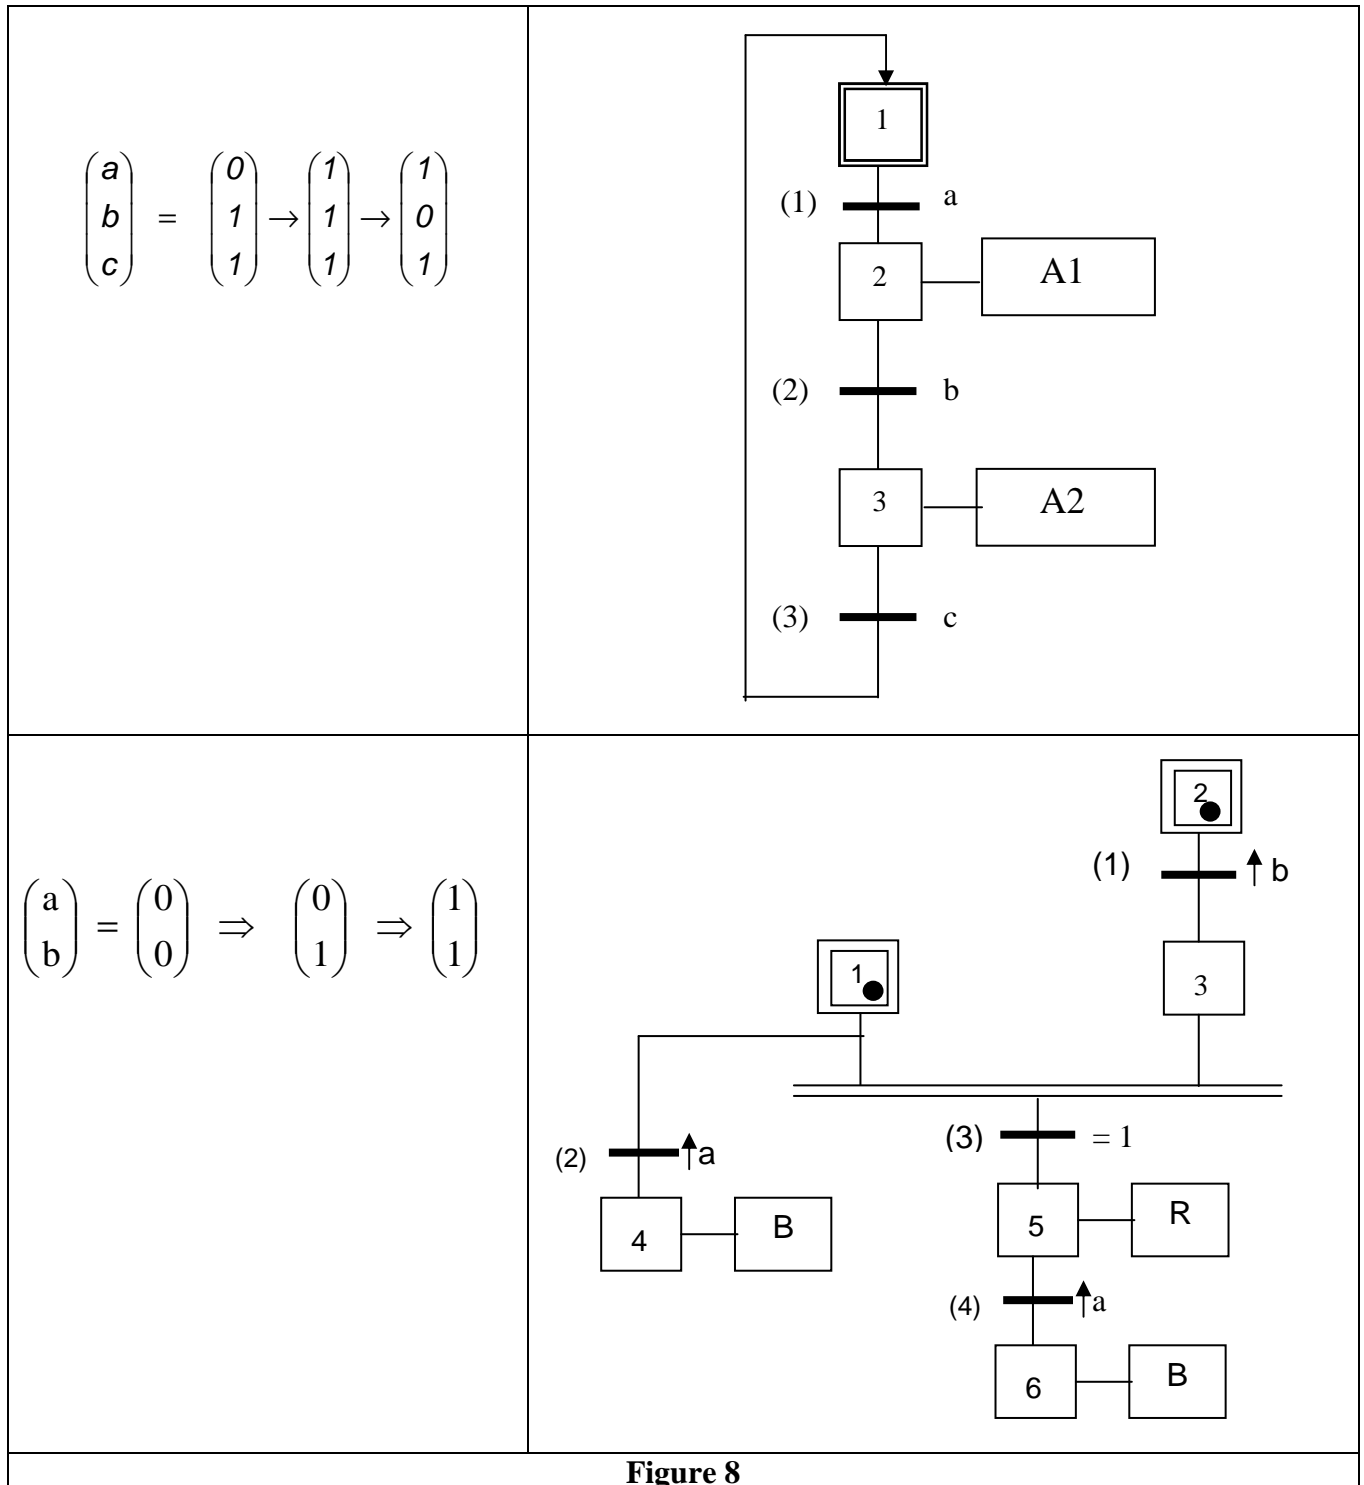 1
(1) a
2 A1
(a b c) = (0 1 1) → (1 1 1) → (1 0 1)
(2) b
3 A2
(3) c
(a b) = (0 0) ⇒ (0 1) ⇒ (1 1)
2
(1) ↑ b
1
3
(2) ↑a
4 B
(3) = 1
5 R
(4) ↑a
6 B
Figure 8